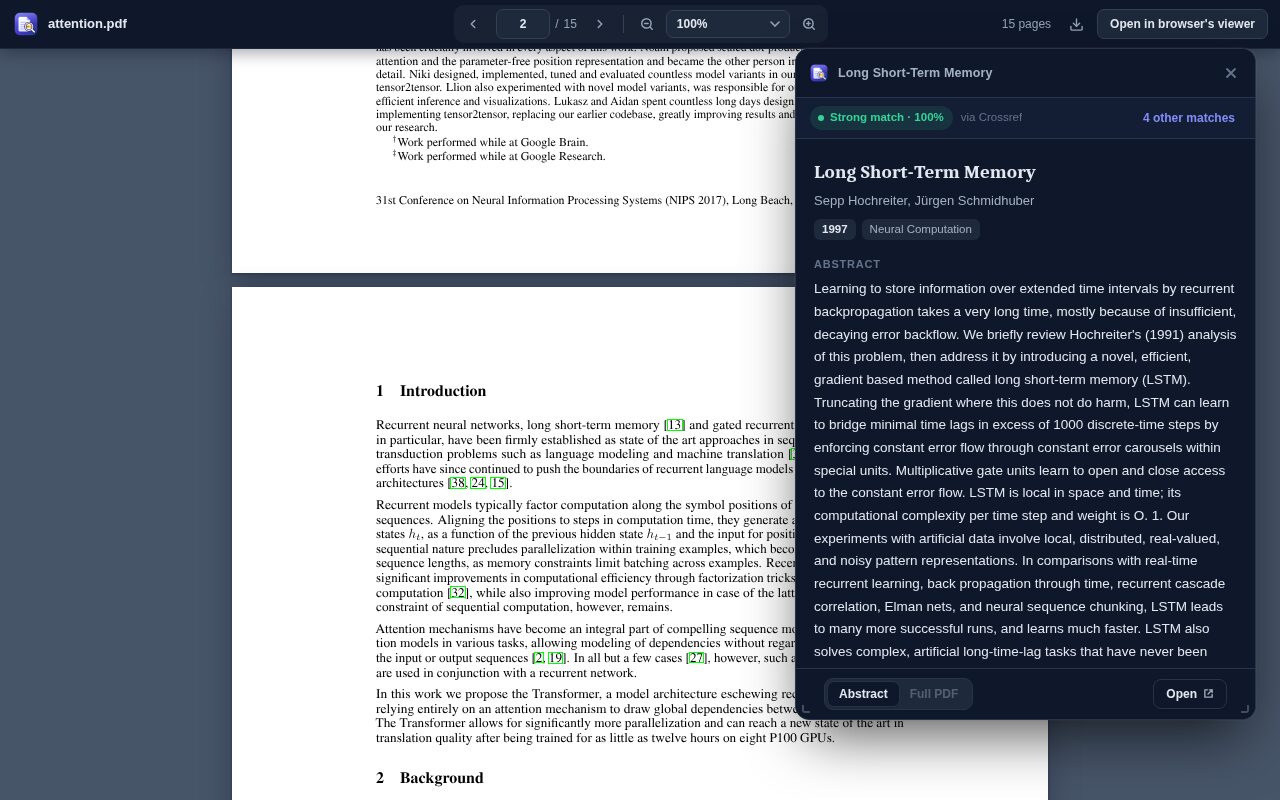 attention.pdf
2 / 15
100%
15 pages
Open in browser's viewer
has been crucially involved in every aspect of this work. Noam proposed scaled dot-produ
attention and the parameter-free position representation and became the other person in
detail. Niki designed, implemented, tuned and evaluated countless model variants in our
tensor2tensor. Llion also experimented with novel model variants, was responsible for o
efficient inference and visualizations. Lukasz and Aidan spent countless long days design
implementing tensor2tensor, replacing our earlier codebase, greatly improving results and
our research.
†Work performed while at Google Brain.
‡Work performed while at Google Research.
31st Conference on Neural Information Processing Systems (NIPS 2017), Long Beach,
1 Introduction
Recurrent neural networks, long short-term memory [13] and gated recurrent
in particular, have been firmly established as state of the art approaches in seq
transduction problems such as language modeling and machine translation [
efforts have since continued to push the boundaries of recurrent language models
architectures [38, 24, 15].
Recurrent models typically factor computation along the symbol positions of
sequences. Aligning the positions to steps in computation time, they generate a
states hₜ, as a function of the previous hidden state hₜ₋₁ and the input for positi
sequential nature precludes parallelization within training examples, which beco
sequence lengths, as memory constraints limit batching across examples. Recen
significant improvements in computational efficiency through factorization tricks
computation [32], while also improving model performance in case of the latt
constraint of sequential computation, however, remains.
Attention mechanisms have become an integral part of compelling sequence mo
tion models in various tasks, allowing modeling of dependencies without regar
the input or output sequences [2, 19]. In all but a few cases [27], however, such a
are used in conjunction with a recurrent network.
In this work we propose the Transformer, a model architecture eschewing rec
relying entirely on an attention mechanism to draw global dependencies betwe
The Transformer allows for significantly more parallelization and can reach a new state of the art in
translation quality after being trained for as little as twelve hours on eight P100 GPUs.
2 Background
Long Short-Term Memory
Strong match · 100%
via Crossref
4 other matches
Long Short-Term Memory
Sepp Hochreiter, Jürgen Schmidhuber
1997 Neural Computation
ABSTRACT
Learning to store information over extended time intervals by recurrent
backpropagation takes a very long time, mostly because of insufficient,
decaying error backflow. We briefly review Hochreiter's (1991) analysis
of this problem, then address it by introducing a novel, efficient,
gradient based method called long short-term memory (LSTM).
Truncating the gradient where this does not do harm, LSTM can learn
to bridge minimal time lags in excess of 1000 discrete-time steps by
enforcing constant error flow through constant error carousels within
special units. Multiplicative gate units learn to open and close access
to the constant error flow. LSTM is local in space and time; its
computational complexity per time step and weight is O. 1. Our
experiments with artificial data involve local, distributed, real-valued,
and noisy pattern representations. In comparisons with real-time
recurrent learning, back propagation through time, recurrent cascade
correlation, Elman nets, and neural sequence chunking, LSTM leads
to many more successful runs, and learns much faster. LSTM also
solves complex, artificial long-time-lag tasks that have never been
Abstract
Full PDF
Open